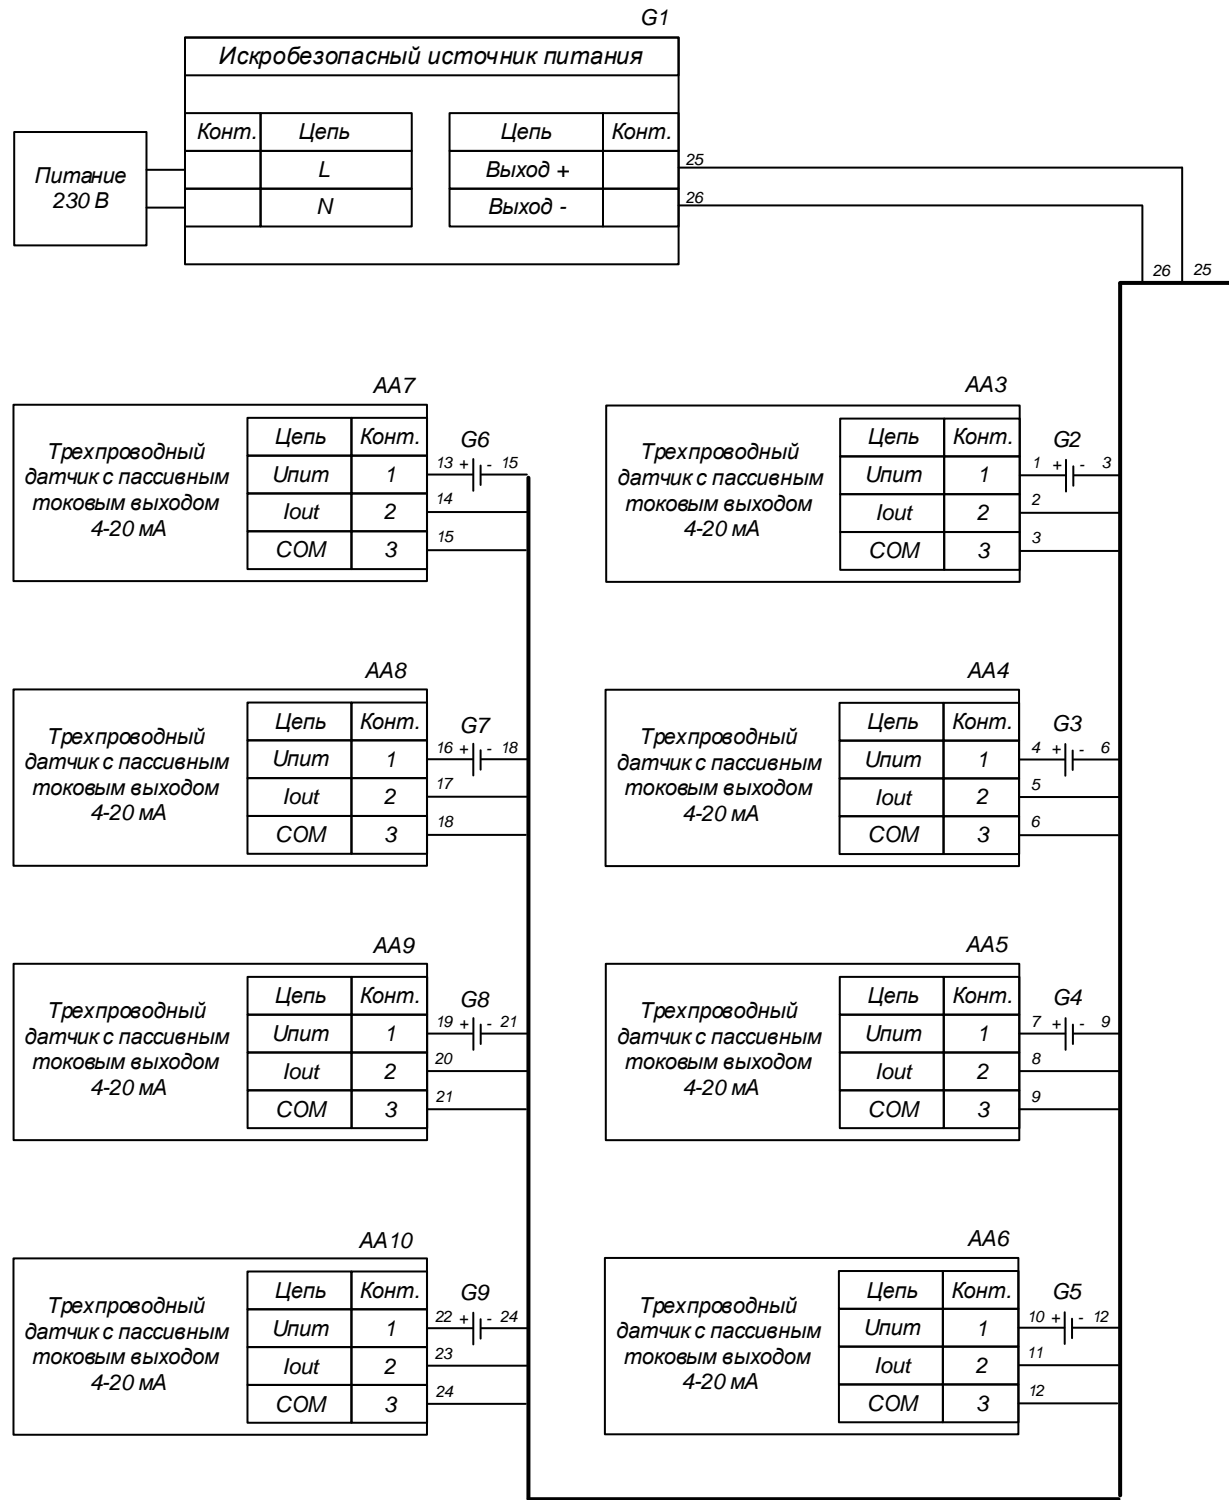 G1
Искробезопасный источник питания
Конт. Цепь Цепь Конт.
Питание
230 В
L Выход + 25
N Выход - 26
26 25
AA7
Трехпроводный
датчик с пассивным
токовым выходом
4-20 мА
Цепь Конт.
Uпит 1
Iout 2
COM 3
G6
13 + - 15
14
15
AA3
Трехпроводный
датчик с пассивным
токовым выходом
4-20 мА
Цепь Конт.
Uпит 1
Iout 2
COM 3
G2
1 + - 3
2
3
AA8
Трехпроводный
датчик с пассивным
токовым выходом
4-20 мА
Цепь Конт.
Uпит 1
Iout 2
COM 3
G7
16 + - 18
17
18
AA4
Трехпроводный
датчик с пассивным
токовым выходом
4-20 мА
Цепь Конт.
Uпит 1
Iout 2
COM 3
G3
4 + - 6
5
6
AA9
Трехпроводный
датчик с пассивным
токовым выходом
4-20 мА
Цепь Конт.
Uпит 1
Iout 2
COM 3
G8
19 + - 21
20
21
AA5
Трехпроводный
датчик с пассивным
токовым выходом
4-20 мА
Цепь Конт.
Uпит 1
Iout 2
COM 3
G4
7 + - 9
8
9
AA10
Трехпроводный
датчик с пассивным
токовым выходом
4-20 мА
Цепь Конт.
Uпит 1
Iout 2
COM 3
G9
22 + - 24
23
24
AA6
Трехпроводный
датчик с пассивным
токовым выходом
4-20 мА
Цепь Конт.
Uпит 1
Iout 2
COM 3
G5
10 + - 12
11
12